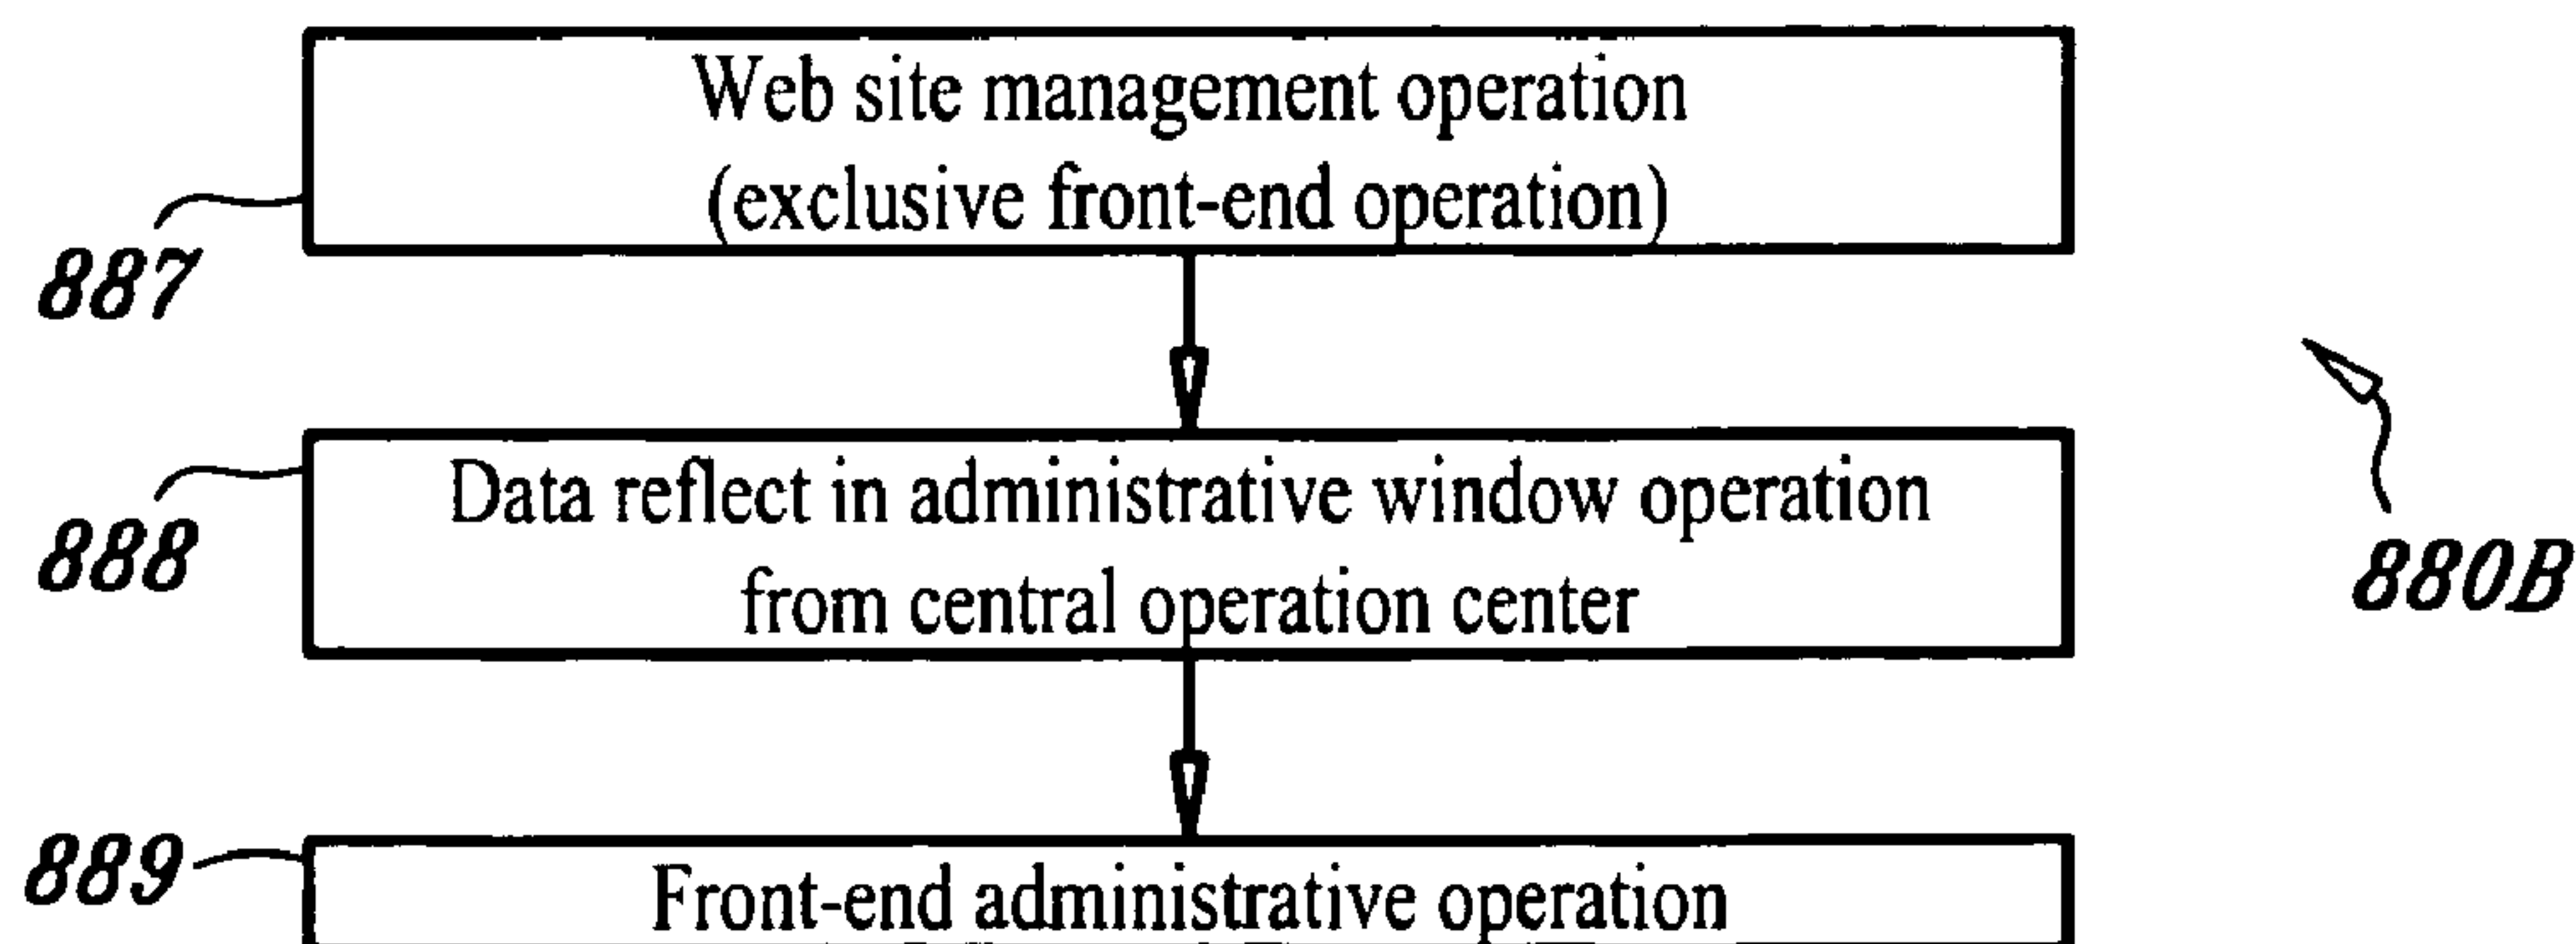 Web site management operation
(exclusive front-end operation)
887
Data reflect in administrative window operation
from central operation center
888
880B
889
Front-end administrative operation